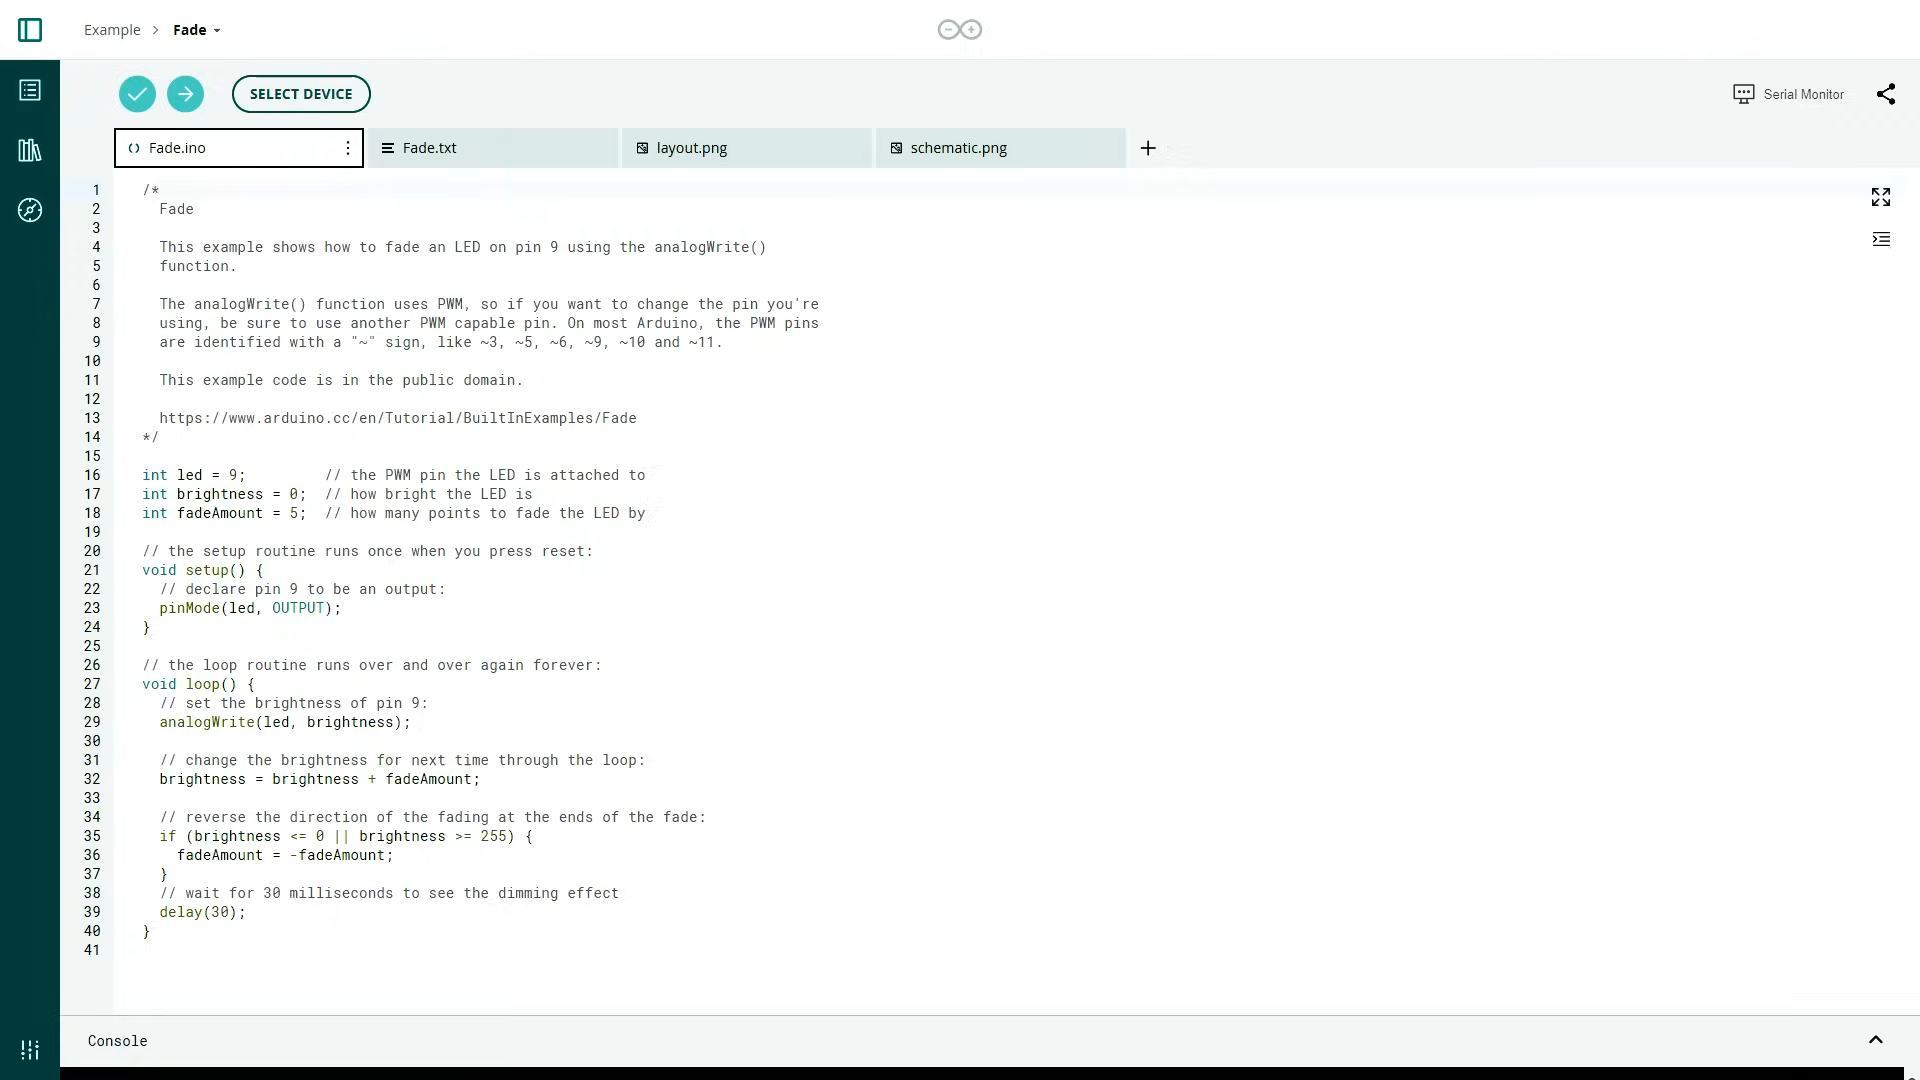 Example > Fade
SELECT DEVICE
Serial Monitor
Fade.ino
Fade.txt
layout.png
schematic.png
1 /*
2 Fade
3
4 This example shows how to fade an LED on pin 9 using the analogWrite()
5 function.
6
7 The analogWrite() function uses PWM, so if you want to change the pin you're
8 using, be sure to use another PWM capable pin. On most Arduino, the PWM pins
9 are identified with a "~" sign, like ~3, ~5, ~6, ~9, ~10 and ~11.
10
11 This example code is in the public domain.
12
13 https://www.arduino.cc/en/Tutorial/BuiltInExamples/Fade
14 */
15
16 int led = 9; // the PWM pin the LED is attached to
17 int brightness = 0; // how bright the LED is
18 int fadeAmount = 5; // how many points to fade the LED by
19
20 // the setup routine runs once when you press reset:
21 void setup() {
22 // declare pin 9 to be an output:
23 pinMode(led, OUTPUT);
24 }
25
26 // the loop routine runs over and over again forever:
27 void loop() {
28 // set the brightness of pin 9:
29 analogWrite(led, brightness);
30
31 // change the brightness for next time through the loop:
32 brightness = brightness + fadeAmount;
33
34 // reverse the direction of the fading at the ends of the fade:
35 if (brightness <= 0 || brightness >= 255) {
36 fadeAmount = -fadeAmount;
37 }
38 // wait for 30 milliseconds to see the dimming effect
39 delay(30);
40 }
41
Console